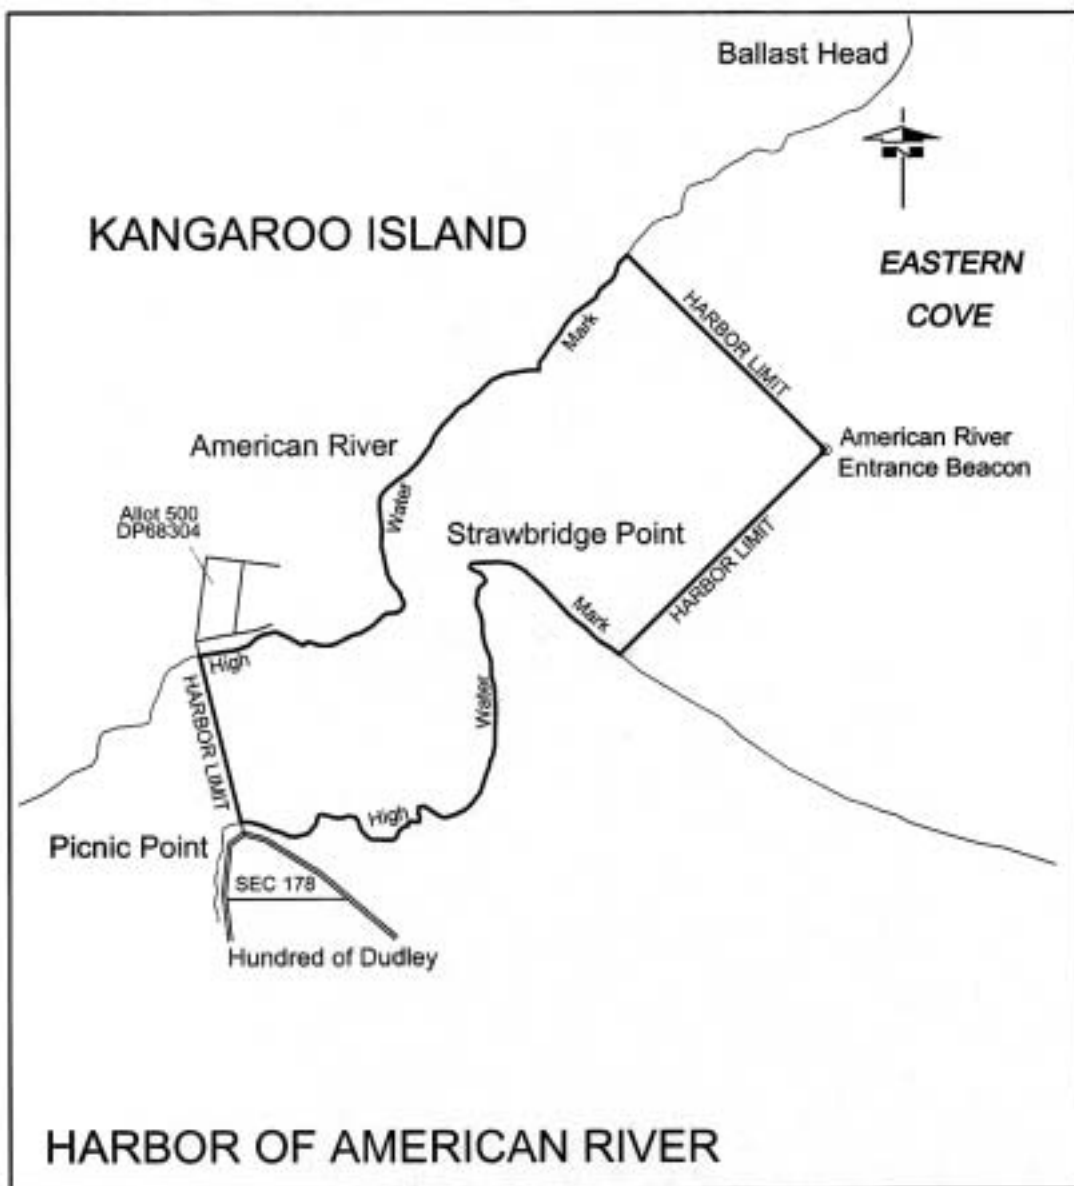 Ballast Head
N
KANGAROO ISLAND
EASTERN
COVE
Mark
HARBOR LIMIT
American River
American River
Entrance Beacon
Water
Allot 500
DP68304
Strawbridge Point
HARBOR LIMIT
Mark
High
HARBOR LIMIT
Water
High
Picnic Point
SEC 178
Hundred of Dudley
HARBOR OF AMERICAN RIVER